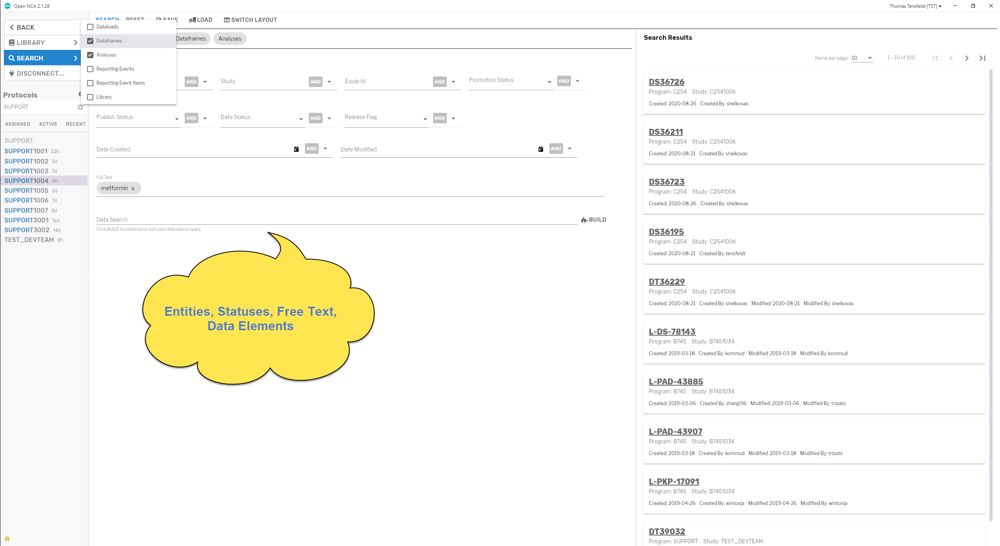 NCA Open NCA 2.1.28
Thomas Tensfeldt [TST]
BACK
LIBRARY
SEARCH
DISCONNECT...
Protocols
SUPPORT
ASSIGNED ACTIVE RECENT
SUPPORT
SUPPORT1001 22h
SUPPORT1002 3d
SUPPORT1003 7d
SUPPORT1004 9h
SUPPORT1005 2d
SUPPORT1006 7d
SUPPORT1007 5d
SUPPORT3001 12d
SUPPORT3002 14d
TEST_DEVTEAM 8h
SEARCH RESET SAVE LOAD SWITCH LAYOUT
Dataloads
Dataframes
Analyses
Reporting Events
Reporting Event Items
Library
Dataframes Analyses
AND Study AND Equip Id AND Promotion Status AND
Publish Status AND Data Status AND Release Flag AND
Date Created AND Date Modified AND
Full Text
metformin
Data Search BUILD
Click BUILD to construct or edit your data search query
Entities, Statuses, Free Text,
Data Elements
Search Results
Items per page: 10 1 – 10 of 100
DS36726
Program: C254 Study: C2541006
Created: 2020-08-26 Created By: shelkovas
DS36211
Program: C254 Study: C2541006
Created: 2020-08-21 Created By: shelkovas
DS36723
Program: C254 Study: C2541006
Created: 2020-08-26 Created By: shelkovas
DS36195
Program: C254 Study: C2541006
Created: 2020-08-21 Created By: tensfeldt
DT36229
Program: C254 Study: C2541006
Created: 2020-08-21 Created By: shelkovas Modified: 2020-08-21 Modified By: shelkovas
L-DS-78143
Program: B745 Study: B7451034
Created: 2019-03-18 Created By: kommud Modified: 2019-03-18 Modified By: kommud
L-PAD-43885
Program: B745 Study: B7451034
Created: 2019-03-06 Created By: zhangl96 Modified: 2019-03-06 Modified By: tripats
L-PAD-43907
Program: B745 Study: B7451034
Created: 2019-03-18 Created By: kommud Modified: 2019-03-18 Modified By: tripats
L-PKP-17091
Program: B745 Study: B7451034
Created: 2019-04-26 Created By: wintonja Modified: 2019-04-26 Modified By: wintonja
DT39032
Program: SUPPORT Study: TEST_DEVTEAM